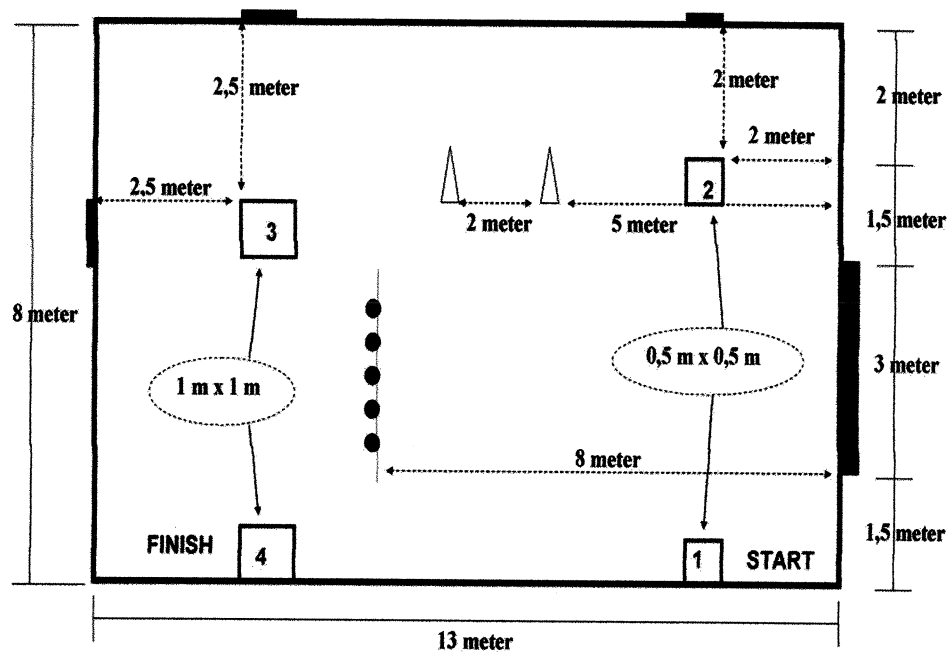 2,5 meter
2 meter
2 meter
2 meter
2,5 meter
2
3
2 meter
5 meter
1,5 meter
8 meter
0,5 m x 0,5 m
3 meter
1 m x 1 m
8 meter
1,5 meter
FINISH
4
1
START
13 meter